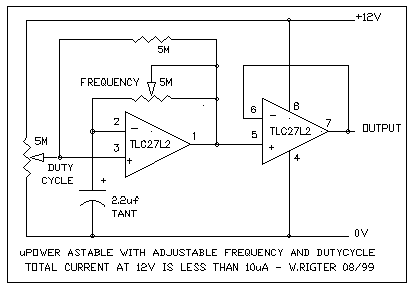 +12V
5M
FREQUENCY
5M
8
6
2
TLC27L2
7
1
OUTPUT
TLC27L2
5
5M
3
4
DUTY
CYCLE
+
2.2uf
TANT
0V
uPOWER ASTABLE WITH ADJUSTABLE FREQUENCY AND DUTYCYCLE
TOTAL CURRENT AT 12V IS LESS THAN 10uA - W.RIGTER 08/99